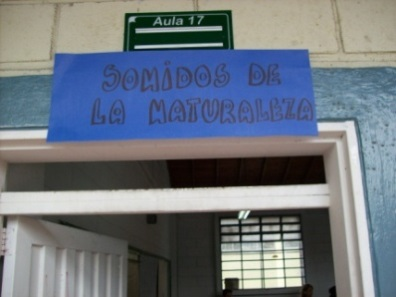 Aula 17
SONIDOS DE
LA NATURALEZA